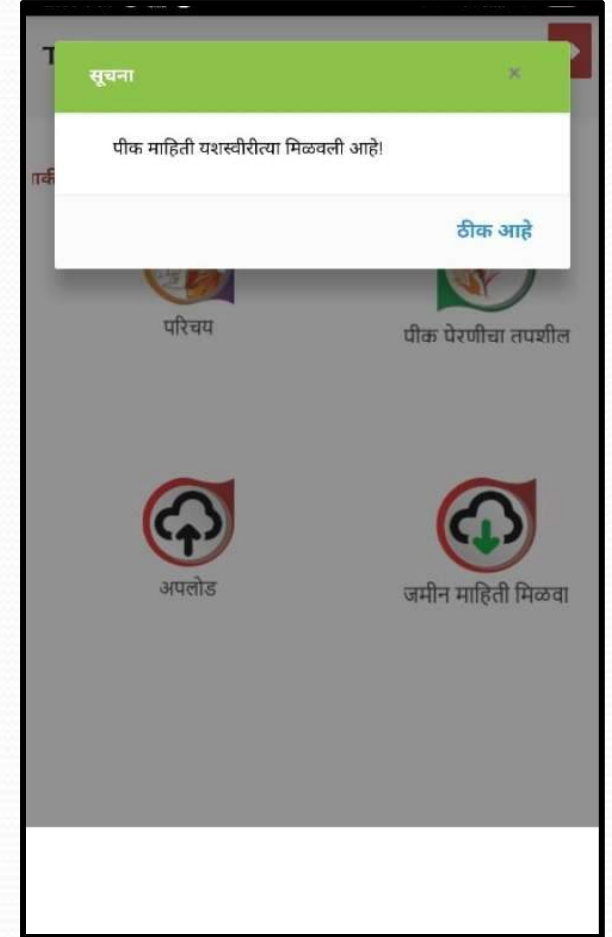 सूचना
पीक माहिती यशस्वीरीत्या मिळवली आहे!
ठीक आहे
परिचय
पीक पेरणीचा तपशील
अपलोड
जमीन माहिती मिळवा